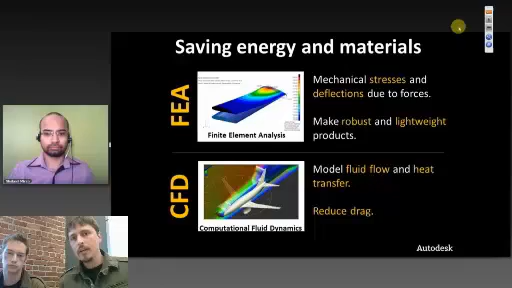 Saving energy and materials
FEA
Finite Element Analysis
Mechanical stresses and
deflections due to forces.
Make robust and lightweight
products.
CFD
Computational Fluid Dynamics
Model fluid flow and heat
transfer.
Reduce drag.
Autodesk